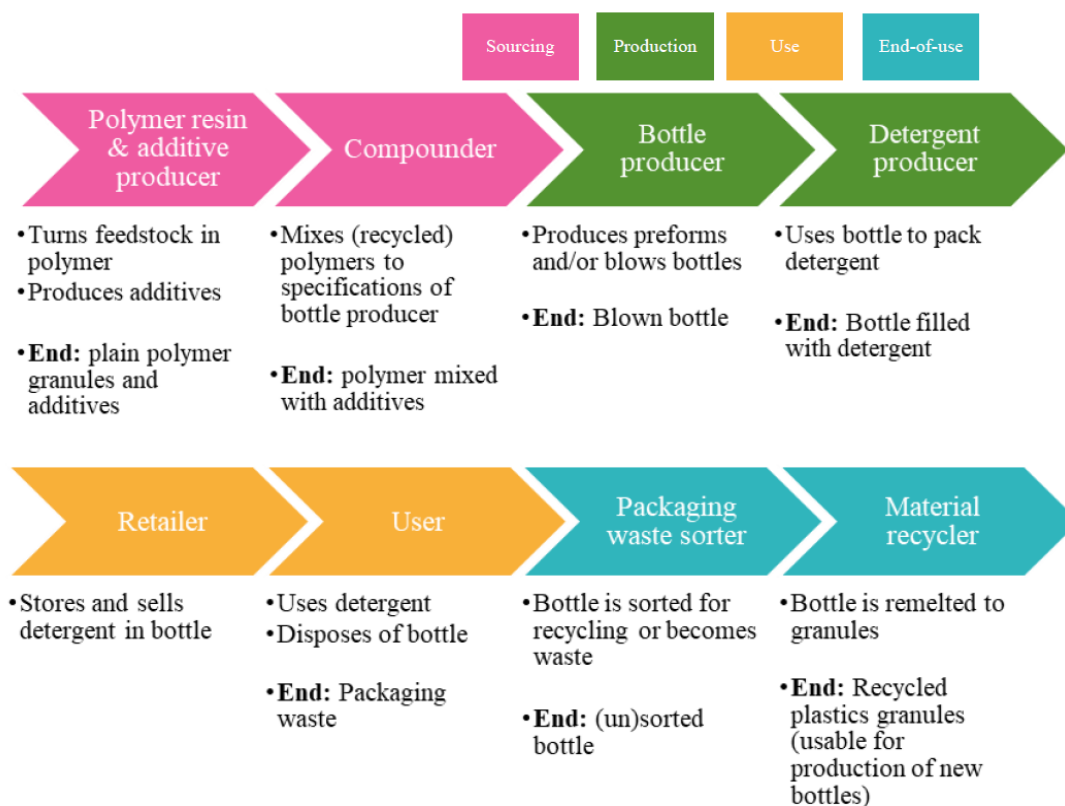 Sourcing
Production
Use
End-of-use
Polymer resin
& additive
producer
Compounder
Bottle
producer
Detergent
producer
•Turns feedstock in
polymer
•Produces additives
•End: plain polymer
granules and
additives
•Mixes (recycled)
polymers to
specifications of
bottle producer
•End: polymer mixed
with additives
•Produces preforms
and/or blows bottles
•End: Blown bottle
•Uses bottle to pack
detergent
•End: Bottle filled
with detergent
Retailer
User
Packaging
waste sorter
Material
recycler
•Stores and sells
detergent in bottle
•Uses detergent
•Disposes of bottle
•End: Packaging
waste
•Bottle is sorted for
recycling or becomes
waste
•End: (un)sorted
bottle
•Bottle is remelted to
granules
•End: Recycled
plastics granules
(usable for
production of new
bottles)